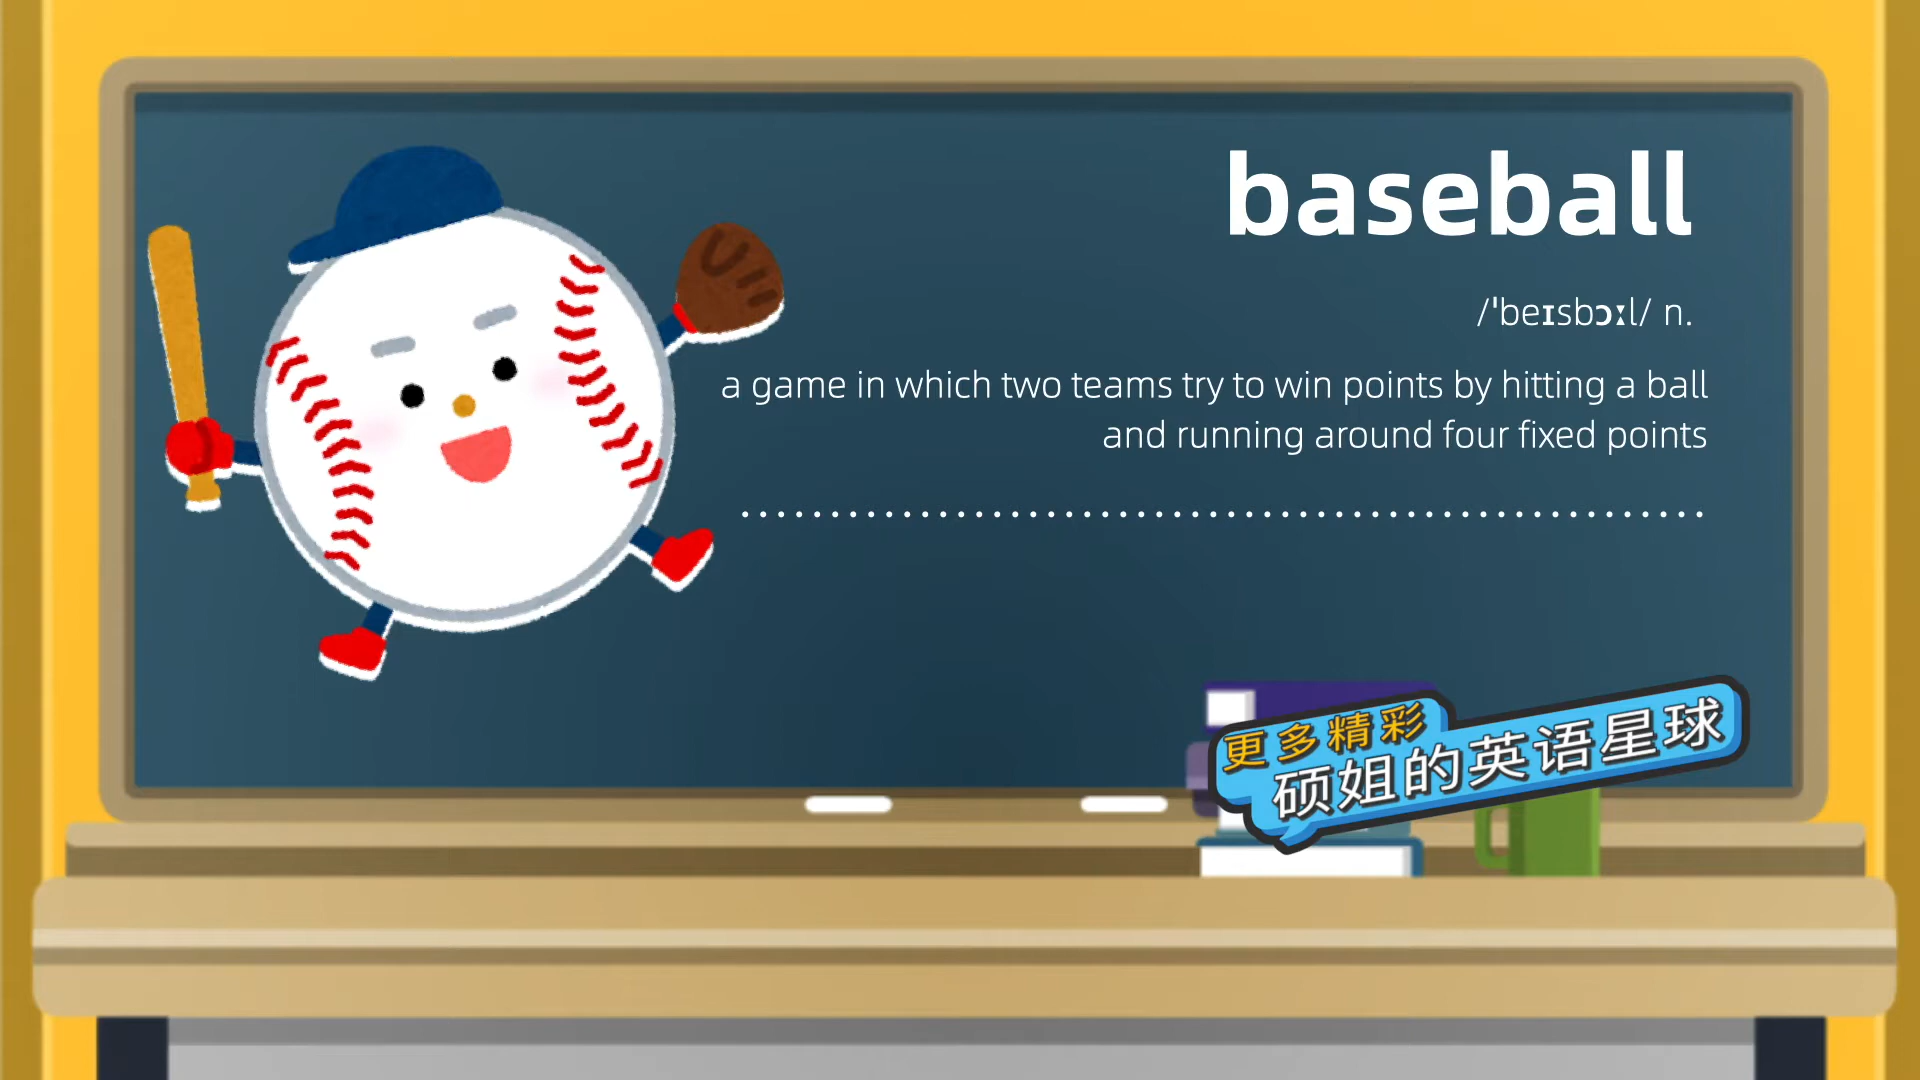 baseball
/ˈbeɪsbɔːl/ n.
a game in which two teams try to win points by hitting a ball
and running around four fixed points
更多精彩
硕姐的英语星球